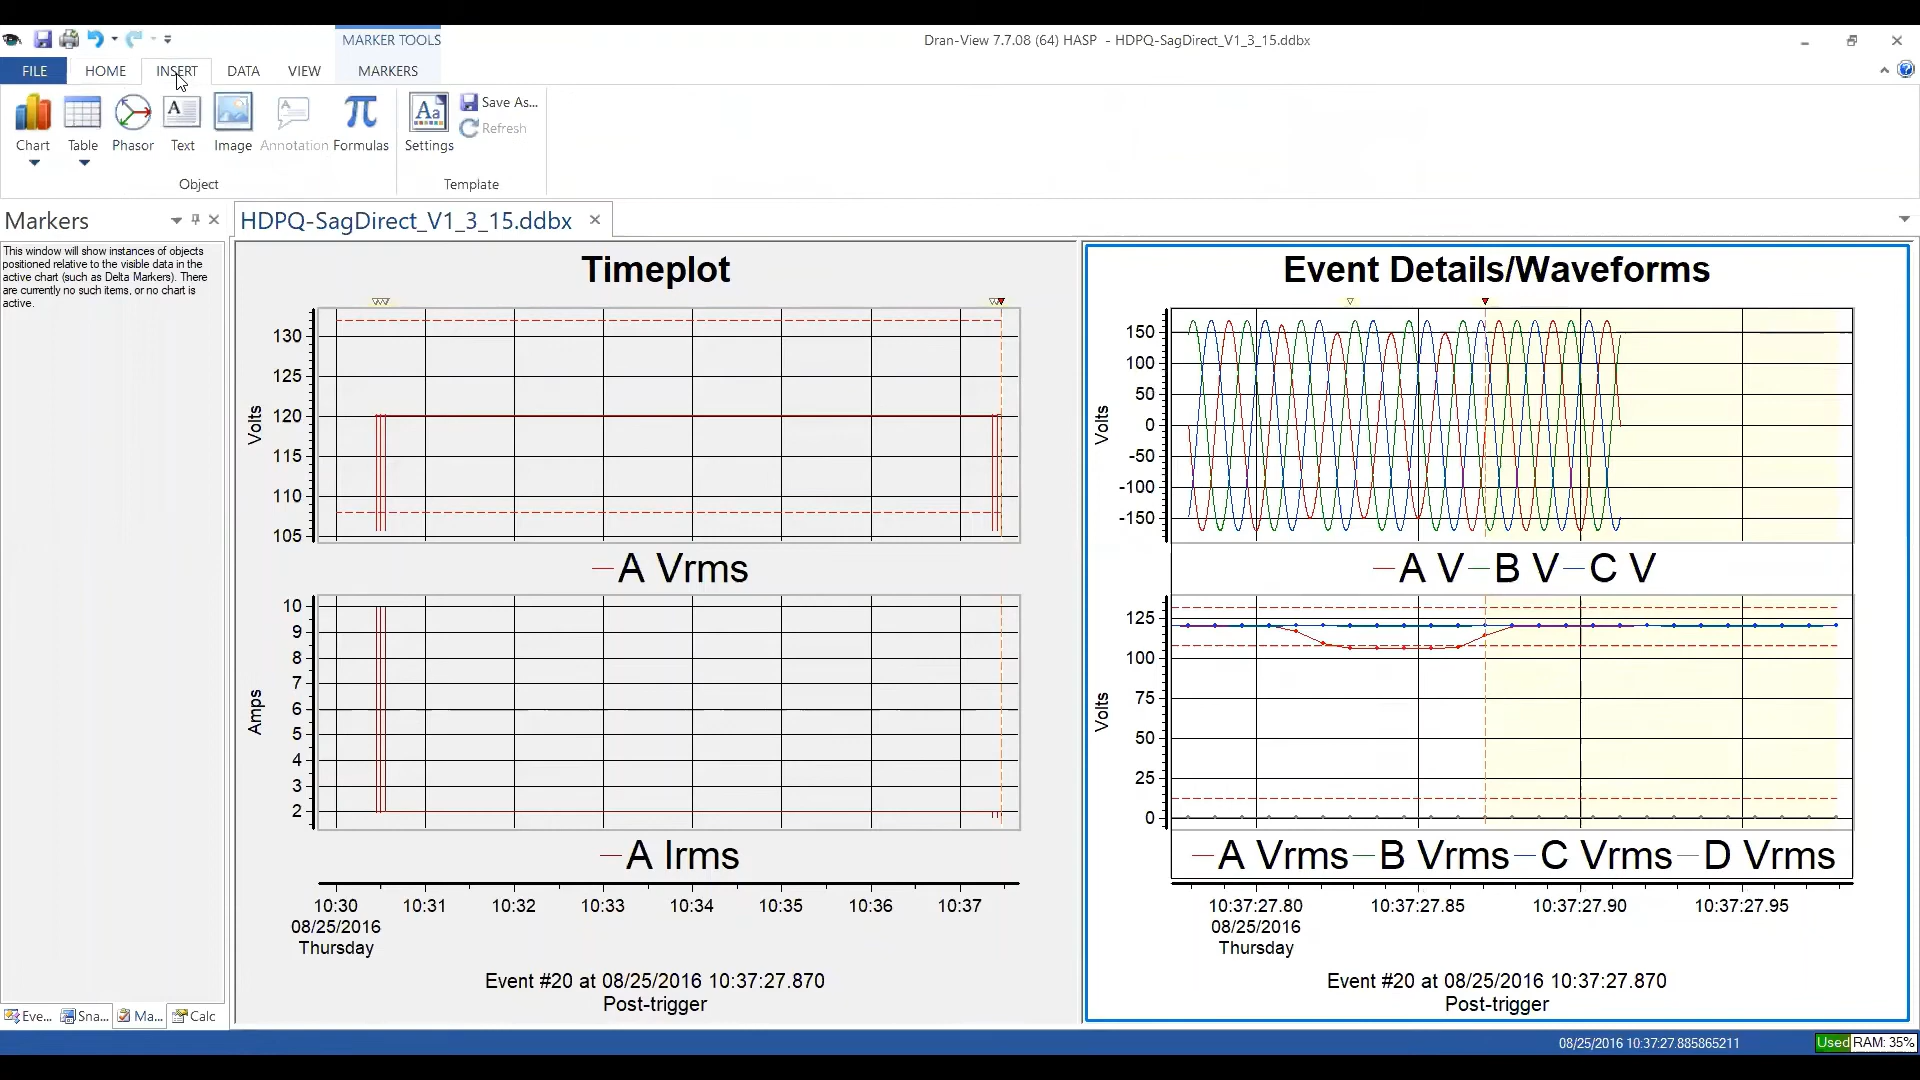 MARKER TOOLS
Dran-View 7.7.08 (64) HASP - HDPQ-SagDirect_V1_3_15.ddbx
FILE HOME INSERT DATA VIEW MARKERS
Chart Table Phasor Text Image Annotation Formulas
Settings
Save As...
Refresh
Object
Template
Markers
This window will show instances of objects
positioned relative to the visible data in the
active chart (such as Delta Markers). There
are currently no such items, or no chart is
active.
HDPQ-SagDirect_V1_3_15.ddbx
Timeplot
130
125
120
115
110
105
Volts
A Vrms
10
9
8
7
6
5
4
3
2
Amps
A Irms
10:30 10:31 10:32 10:33 10:34 10:35 10:36 10:37
08/25/2016
Thursday
Event #20 at 08/25/2016 10:37:27.870
Post-trigger
Event Details/Waveforms
150
100
50
0
-50
-100
-150
Volts
A V B V C V
125
100
75
50
25
0
Volts
A Vrms B Vrms C Vrms D Vrms
10:37:27.80 10:37:27.85 10:37:27.90 10:37:27.95
08/25/2016
Thursday
Event #20 at 08/25/2016 10:37:27.870
Post-trigger
Eve... Sna... Ma... Calc
08/25/2016 10:37:27.885865211
Used RAM: 35%